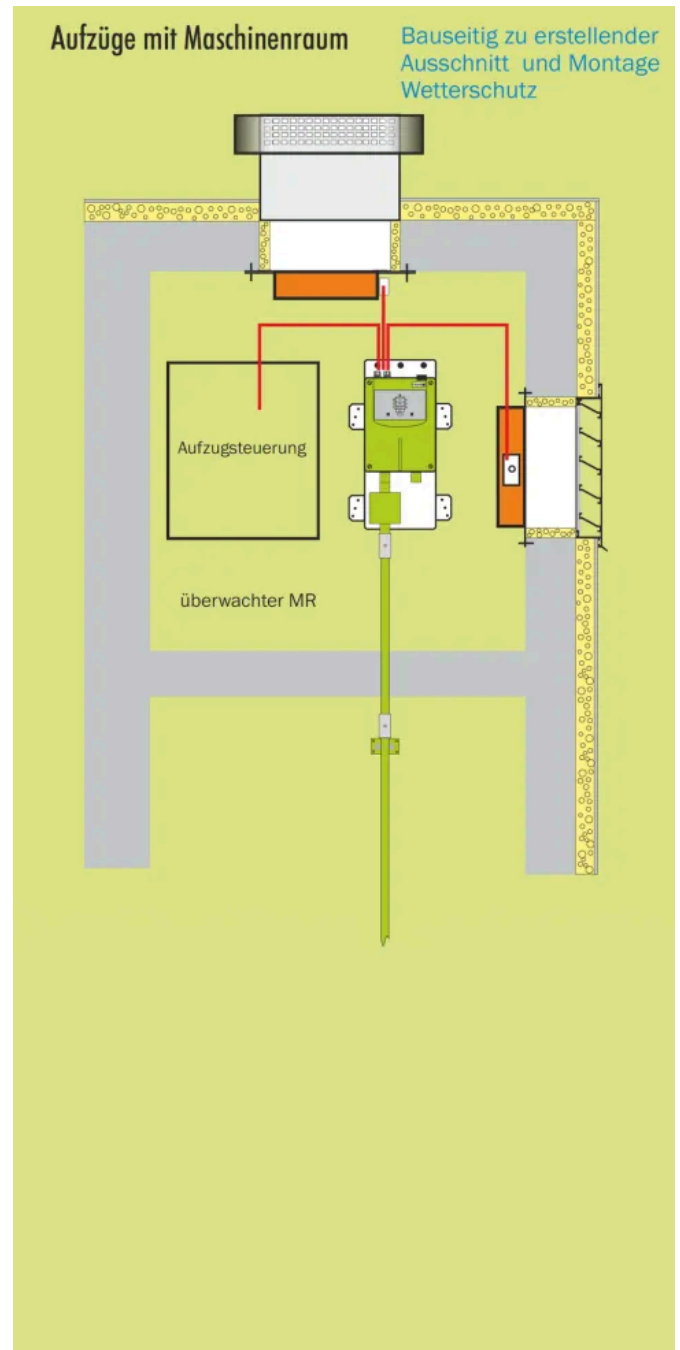 Aufzüge mit Maschinenraum
Bauseitig zu erstellender
Ausschnitt und Montage
Wetterschutz
Aufzugsteuerung
überwachter MR